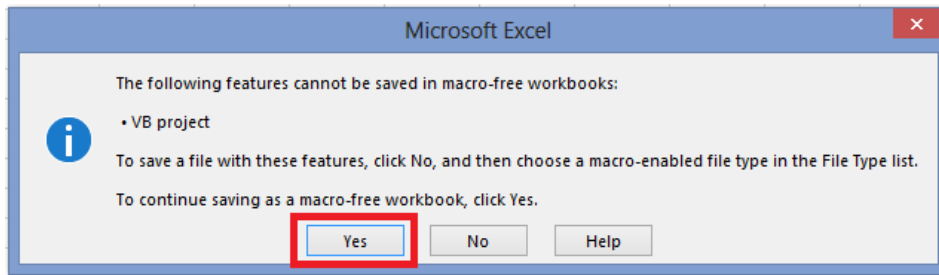 Microsoft Excel
The following features cannot be saved in macro-free workbooks:
• VB project
To save a file with these features, click No, and then choose a macro-enabled file type in the File Type list.
To continue saving as a macro-free workbook, click Yes.
Yes No Help